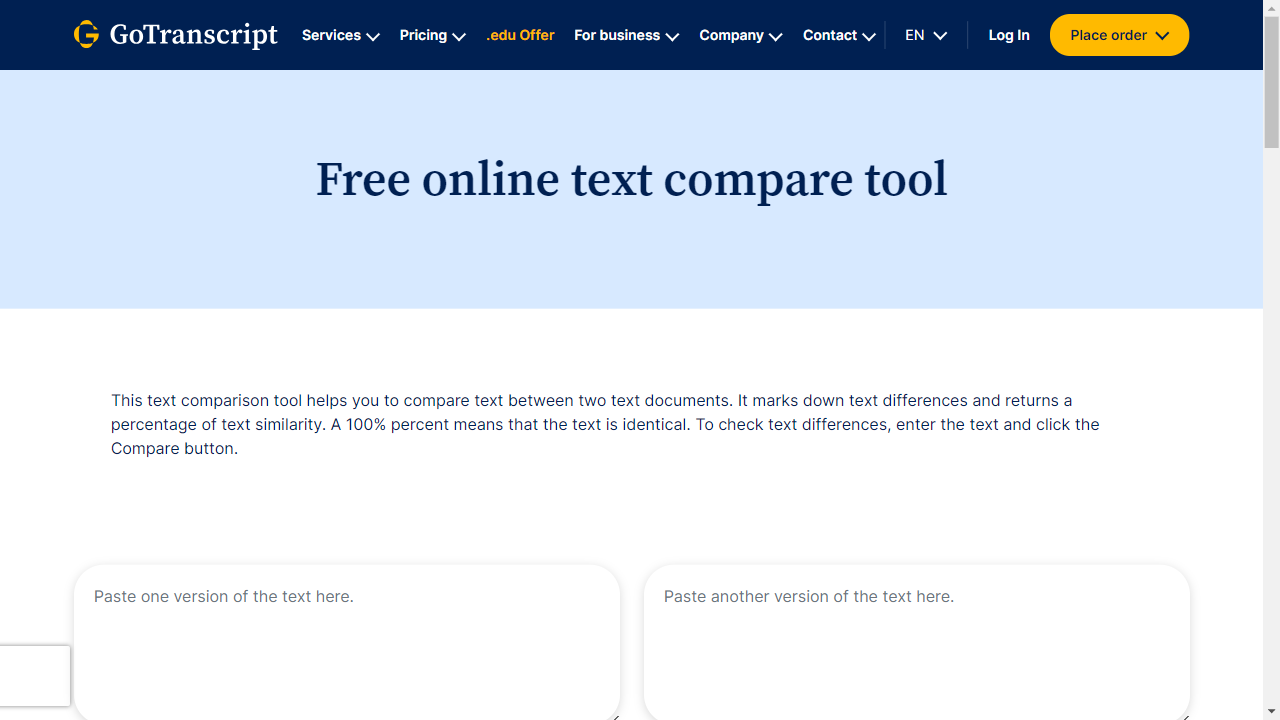 GoTranscript Services Pricing .edu Offer For business Company Contact EN Log In Place order
Free online text compare tool
This text comparison tool helps you to compare text between two text documents. It marks down text differences and returns a
percentage of text similarity. A 100% percent means that the text is identical. To check text differences, enter the text and click the
Compare button.
Paste one version of the text here.
Paste another version of the text here.